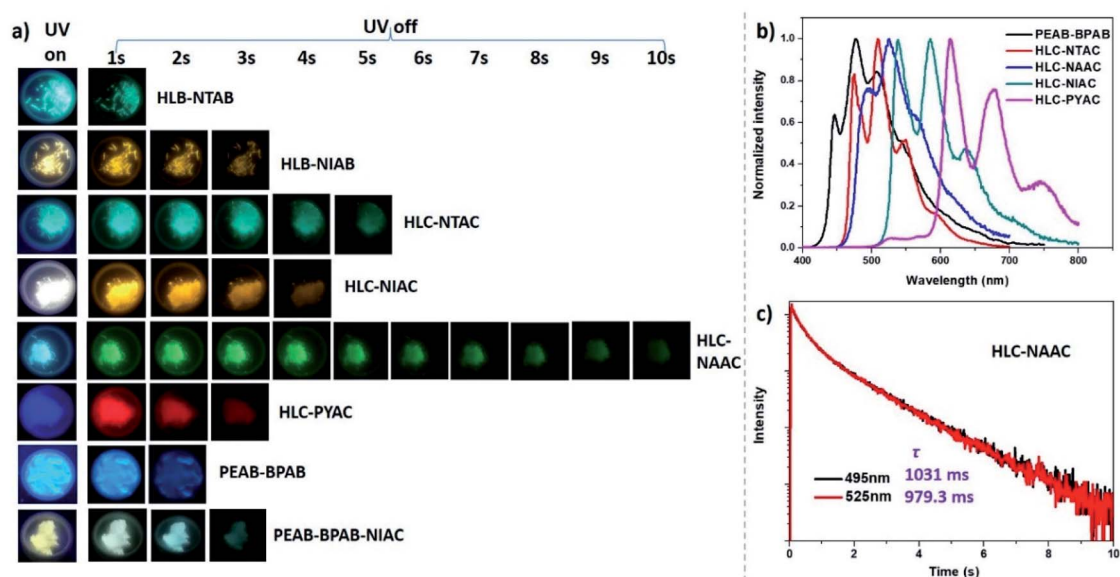 a)
UV on
UV off
1s 2s 3s 4s 5s 6s 7s 8s 9s 10s
HLB-NTAB
HLB-NIAB
HLC-NTAC
HLC-NIAC
HLC-
NAAC
HLC-PYAC
PEAB-BPAB
PEAB-BPAB-NIAC
b)
PEAB-BPAB
HLC-NTAC
HLC-NAAC
HLC-NIAC
HLC-PYAC
Normalized intensity
1.0
0.8
0.6
0.4
0.2
0.0
400 500 600 700 800
Wavelength (nm)
c)
HLC-NAAC
Intensity
τ
495nm 1031 ms
525nm 979.3 ms
0 2 4 6 8 10
Time (s)